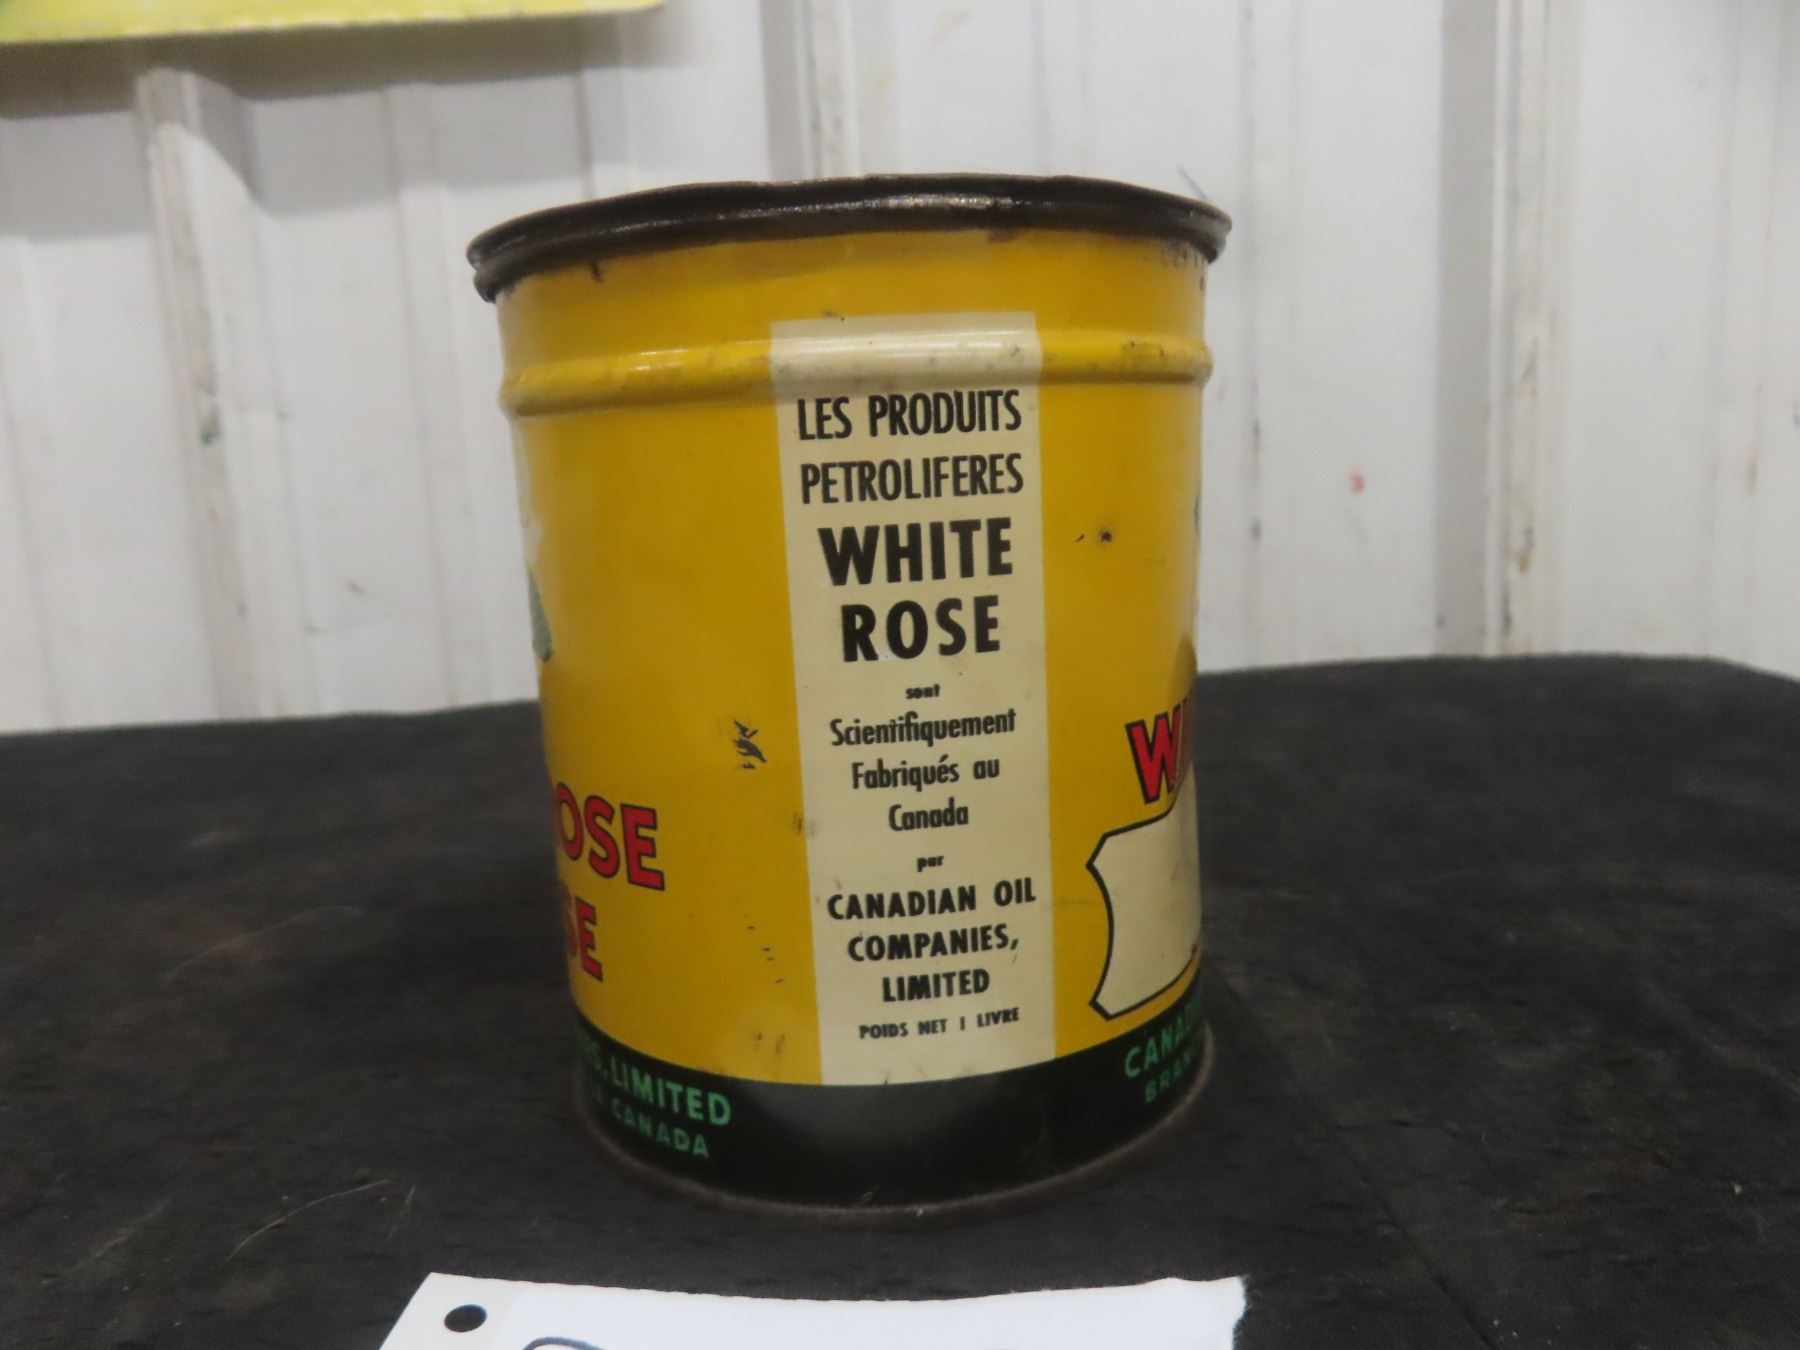 LES PRODUITS
PETROLIFERES
WHITE
ROSE
sont
Scientifiquement
Fabriqués au
Canada
par
CANADIAN OIL
COMPANIES,
LIMITED
POIDS NET 1 LIVRE
OSE
SE
S. LIMITED
CANADA
W
CANAD
BRAN